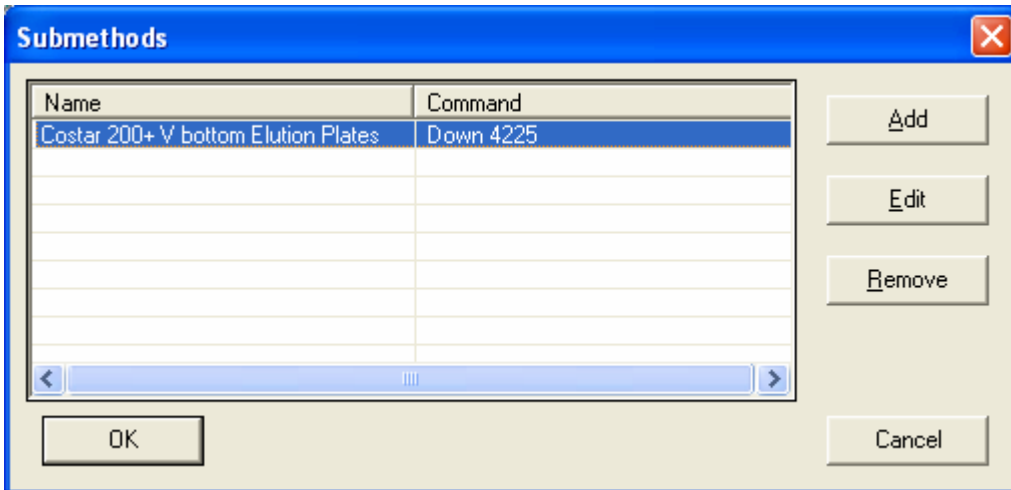 Submethods
Name Command
Costar 200+ V bottom Elution Plates Down 4225
Add
Edit
Remove
OK Cancel